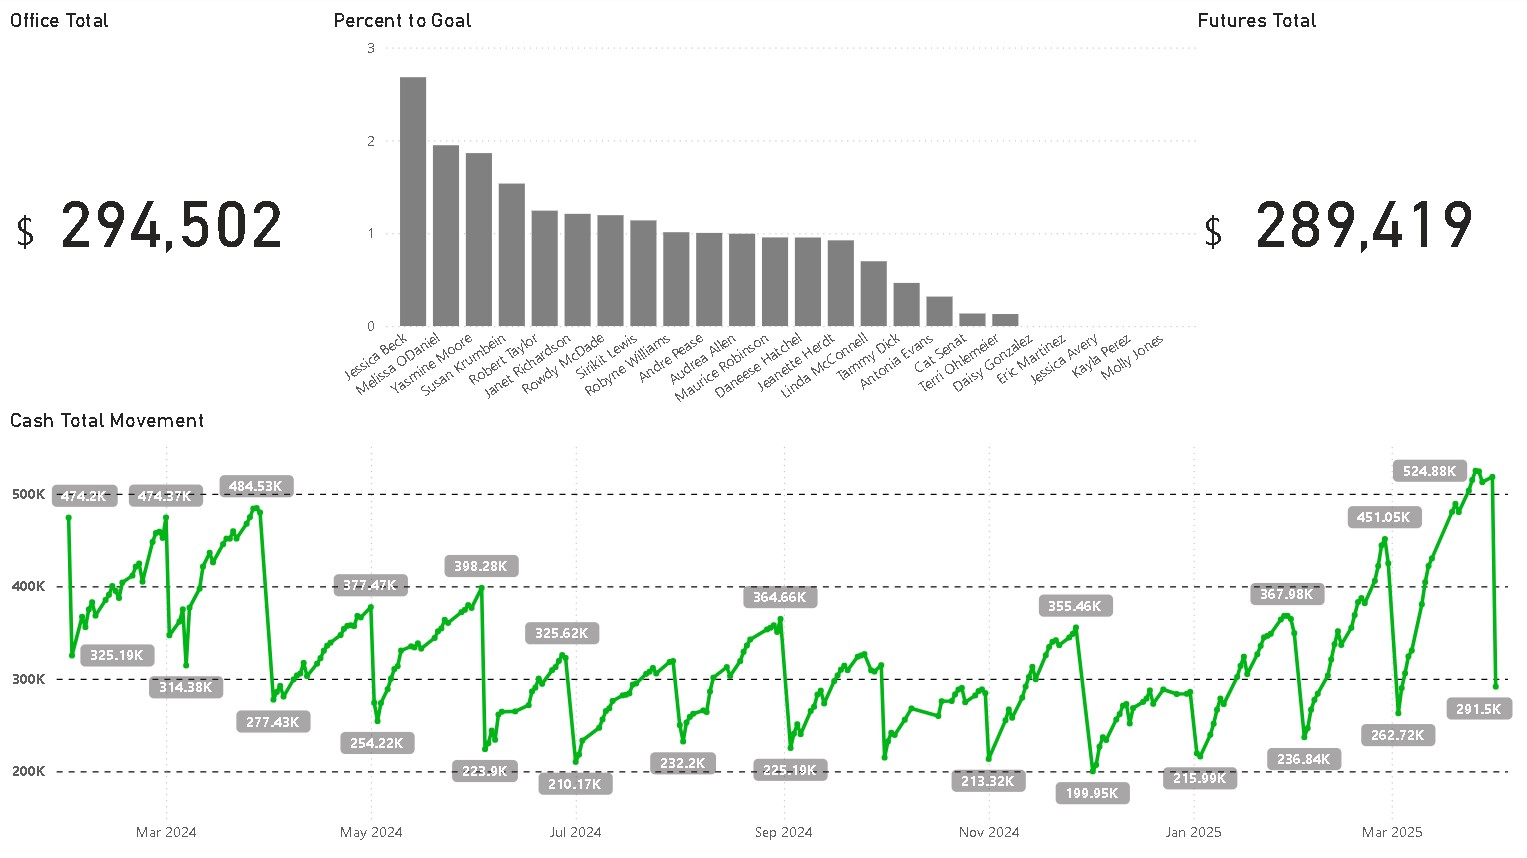 Office Total
Percent to Goal
Futures Total
3
2
1
0
$ 294,502
$ 289,419
Jessica Beck
Melissa ODaniel
Yasmine Moore
Susan Krumbein
Robert Taylor
Janet Richardson
Rowdy McDade
Sirikit Lewis
Robyne Williams
Andre Pease
Audrea Allen
Maurice Robinson
Daneese Hatchel
Jeanette Herdt
Linda McConnell
Tammy Dick
Antonia Evans
Cat Senat
Terri Ohlemeier
Daisy Gonzalez
Eric Martinez
Jessica Avery
Kayla Perez
Molly Jones
Cash Total Movement
500K
400K
300K
200K
474.2K
325.19K
474.37K
314.38K
484.53K
277.43K
377.47K
254.22K
398.28K
223.9K
325.62K
210.17K
232.2K
364.66K
225.19K
213.32K
355.46K
199.95K
215.99K
367.98K
236.84K
451.05K
262.72K
524.88K
291.5K
Mar 2024
May 2024
Jul 2024
Sep 2024
Nov 2024
Jan 2025
Mar 2025